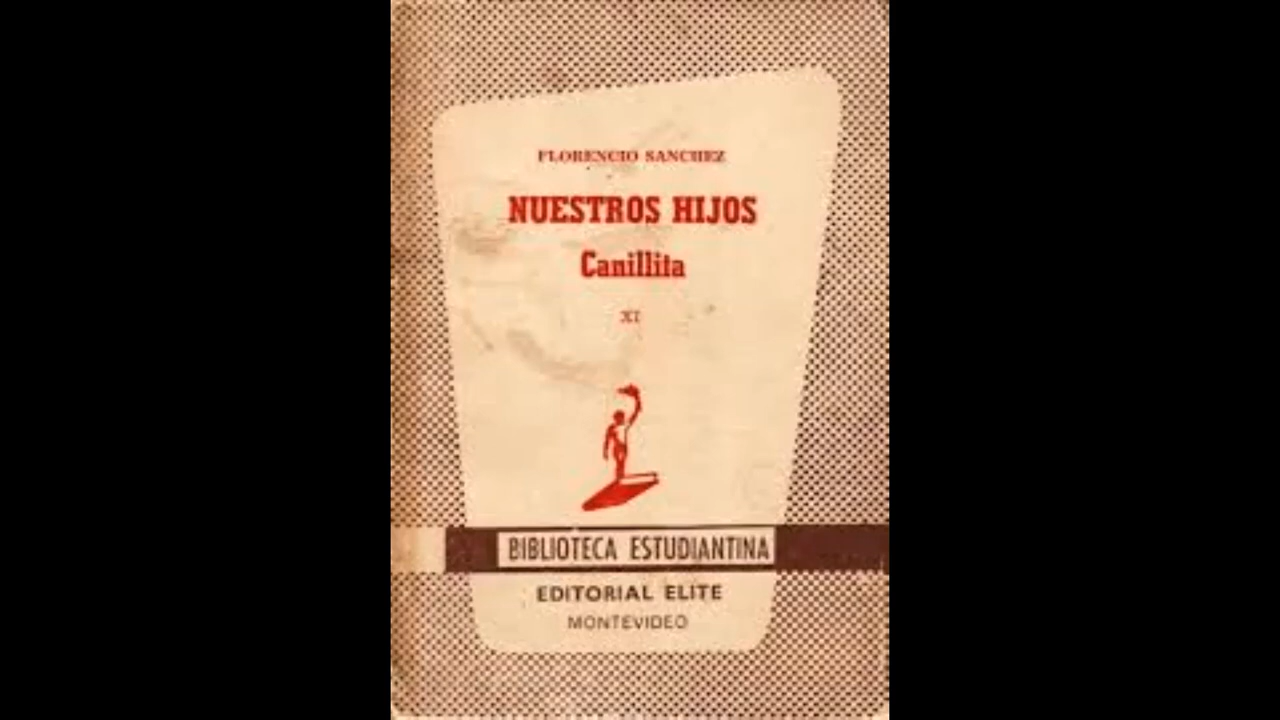 FLORENCIO SANCHEZ
NUESTROS HIJOS
Canillita
XI
BIBLIOTECA ESTUDIANTINA
EDITORIAL ELITE
MONTEVIDEO